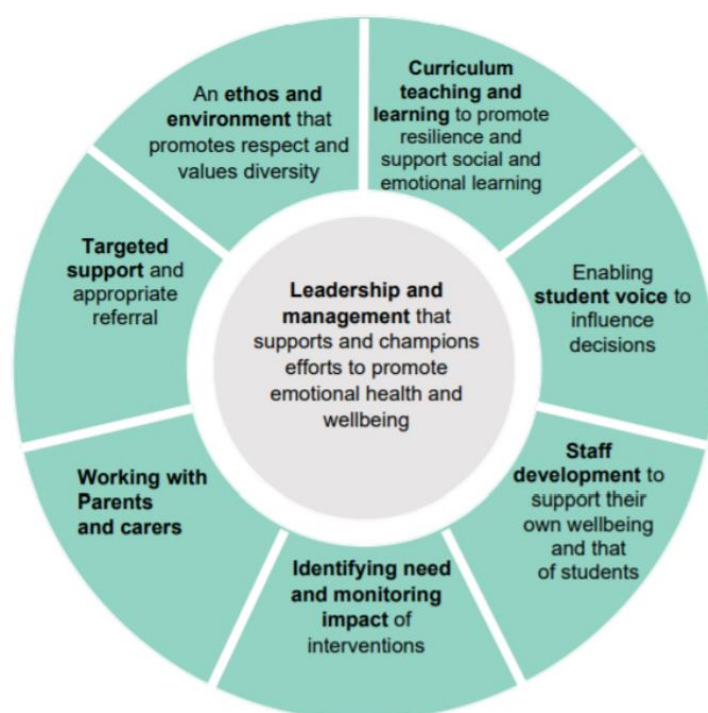 An ethos and
environment that
promotes respect and
values diversity
Curriculum
teaching and
learning to promote
resilience and
support social and
emotional learning
Enabling
student voice to
influence
decisions
Staff
development to
support their
own wellbeing
and that
of students
Identifying need
and monitoring
impact of
interventions
Working with
Parents
and carers
Targeted
support and
appropriate
referral
Leadership and
management that
supports and champions
efforts to promote
emotional health and
wellbeing